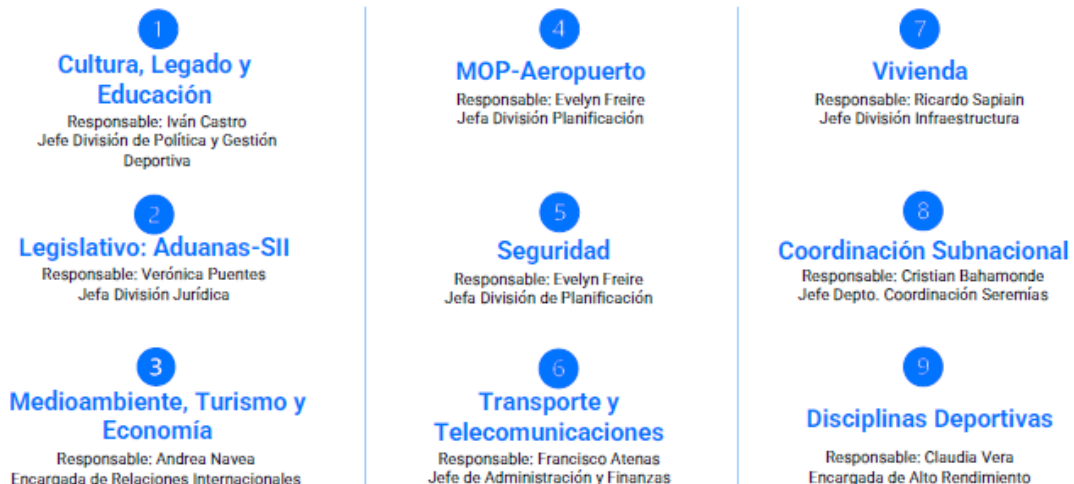 1
Cultura, Legado y
Educación
Responsable: Iván Castro
Jefe División de Política y Gestión
Deportiva
2
Legislativo: Aduanas-SII
Responsable: Verónica Puentes
Jefa División Jurídica
3
Medioambiente, Turismo y
Economía
Responsable: Andrea Navea
Encargada de Relaciones Internacionales
4
MOP-Aeropuerto
Responsable: Evelyn Freire
Jefa División Planificación
5
Seguridad
Responsable: Evelyn Freire
Jefa División de Planificación
6
Transporte y
Telecomunicaciones
Responsable: Francisco Atenas
Jefe de Administración y Finanzas
7
Vivienda
Responsable: Ricardo Sapiain
Jefe División Infraestructura
8
Coordinación Subnacional
Responsable: Cristian Bahamonde
Jefe Depto. Coordinación Seremías
9
Disciplinas Deportivas
Responsable: Claudia Vera
Encargada de Alto Rendimiento